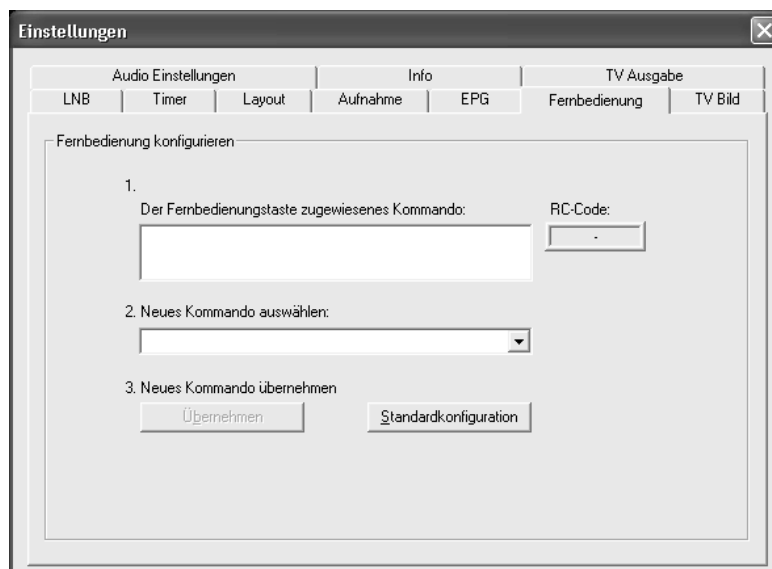 Einstellungen
Audio Einstellungen Info TV Ausgabe
LNB Timer Layout Aufnahme EPG Fernbedienung TV Bild
Fernbedienung konfigurieren
1.
Der Fernbedienungstaste zugewiesenes Kommando: RC-Code:
-
2. Neues Kommando auswählen:
3. Neues Kommando übernehmen
Übernehmen Standardkonfiguration